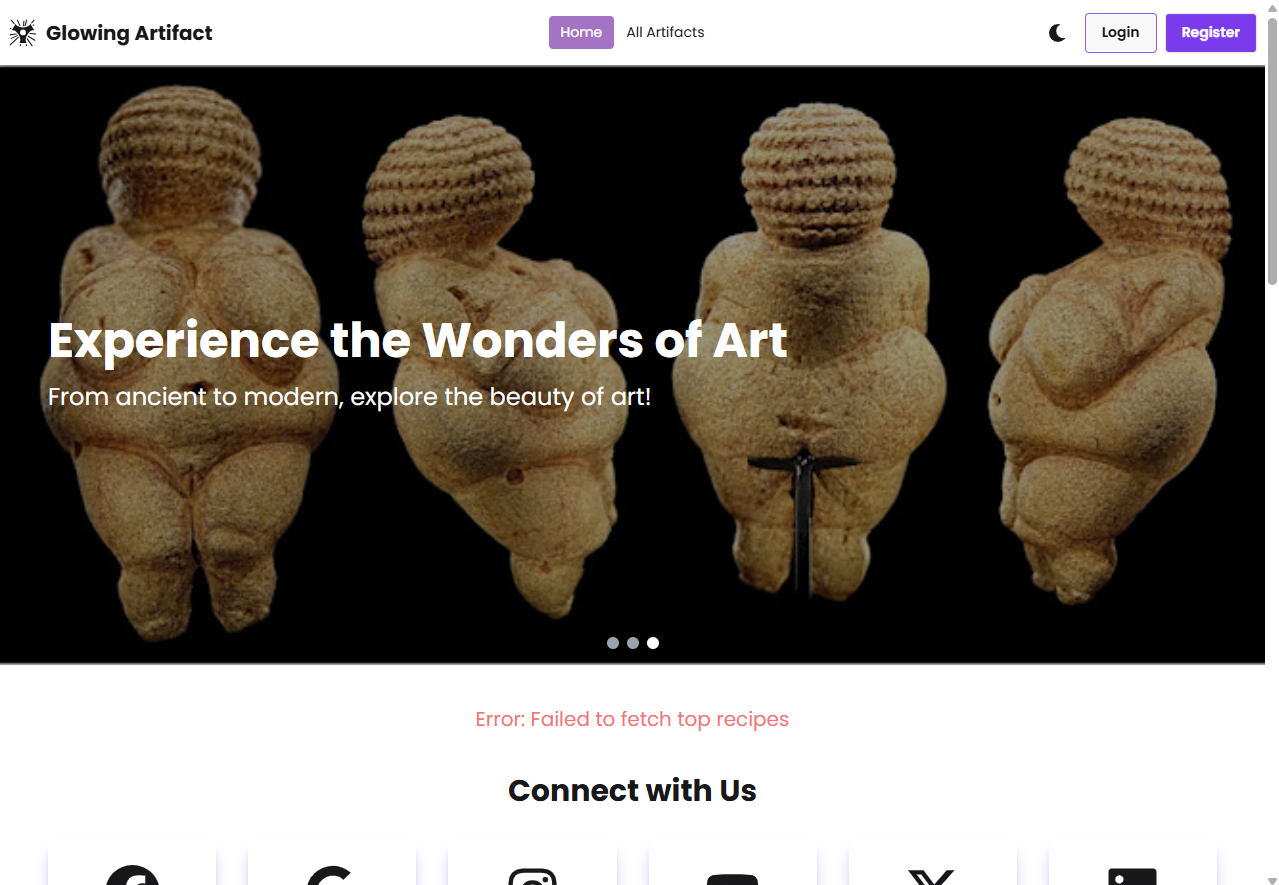 Glowing Artifact
Home
All Artifacts
Login
Register
Experience the Wonders of Art
From ancient to modern, explore the beauty of art!
Error: Failed to fetch top recipes
Connect with Us